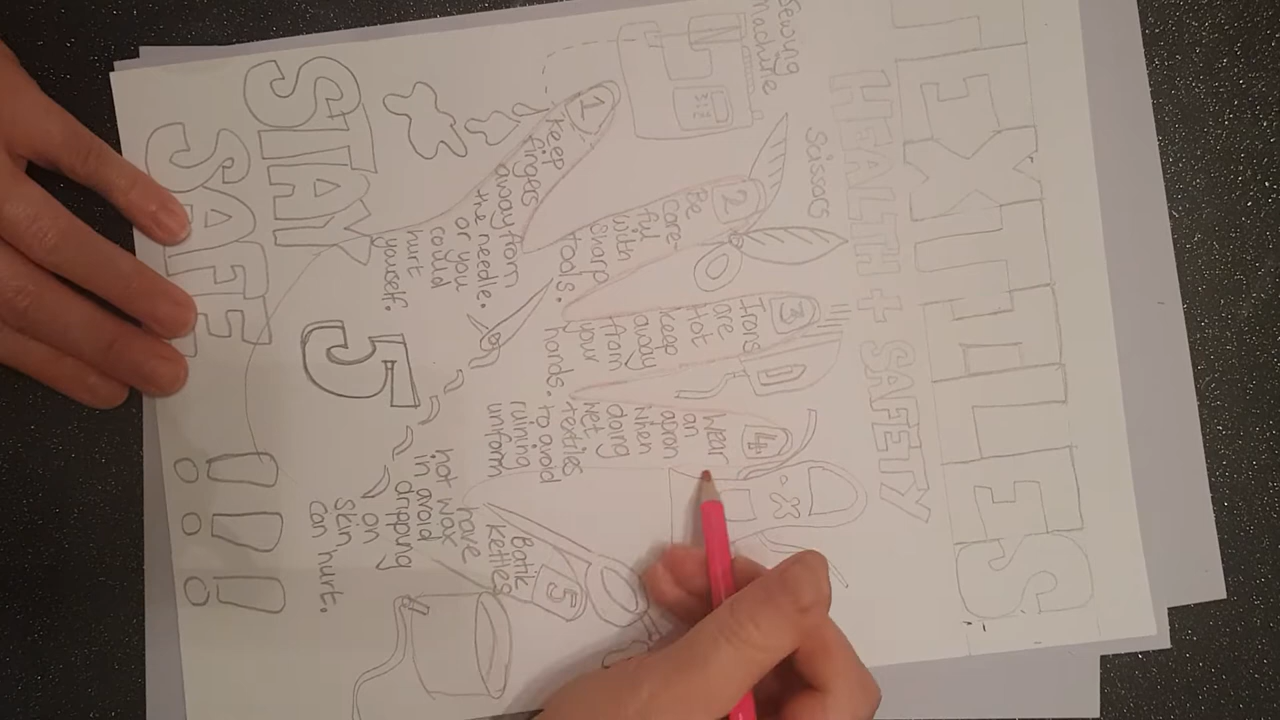 TEXTILES
HEALTH + SAFETY
Sewing
Machine
Scissors
1
Keep
fingers
away from
the needle.
or you
could
hurt
yourself.
2
Be
care-
ful
with
sharp
tools.
3
Irons
are
Hot
keep
away
from
your
hands.
4
Wear
an
apron
when
doing
wet
textiles
to avoid
ruining
uniform
5
Batik
kettles
have
hot wax
in avoid
dripping
on
skin,
can hurt.
5
STAY
SAFE
!!!